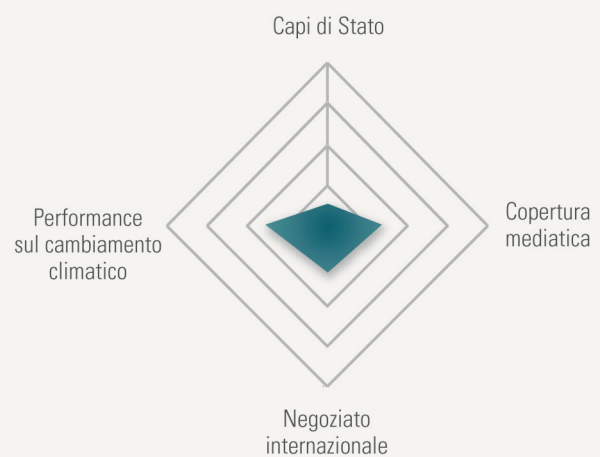 Capi di Stato
Performance
sul cambiamento
climatico
Copertura
mediatica
Negoziato
internazionale